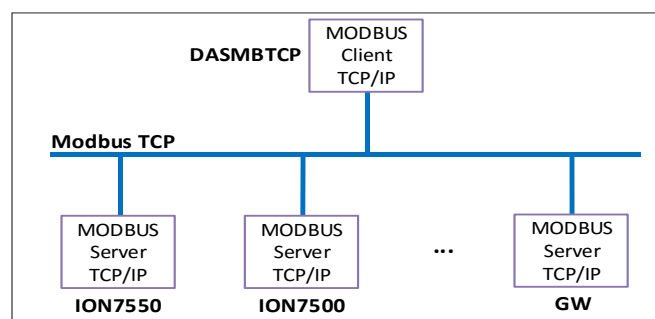 MODBUS
Client
TCP/IP
DASMBTCP
Modbus TCP
MODBUS
Server
TCP/IP
ION7550
MODBUS
Server
TCP/IP
ION7500
...
MODBUS
Server
TCP/IP
GW